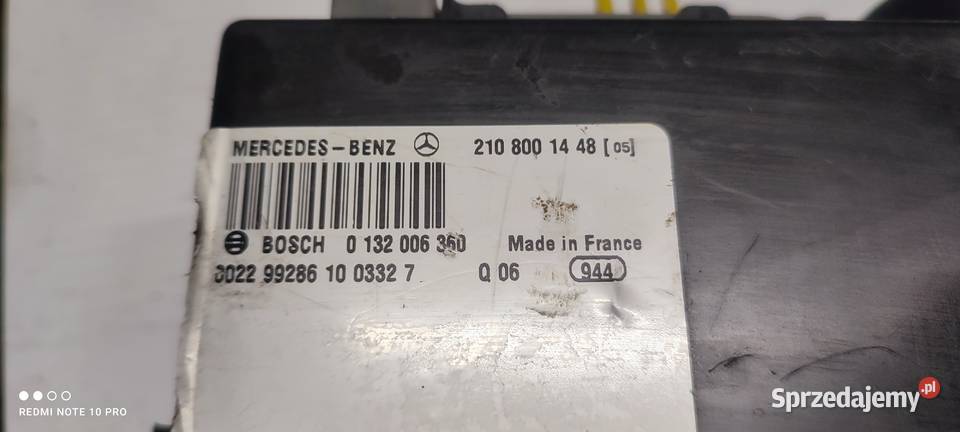 MERCEDES-BENZ 210 800 14 48 [05]
BOSCH 0 132 006 360 Made in France
0022 99286 10 0332 7 Q 06 944
REDMI NOTE 10 PRO
Sprzedajemy.pl